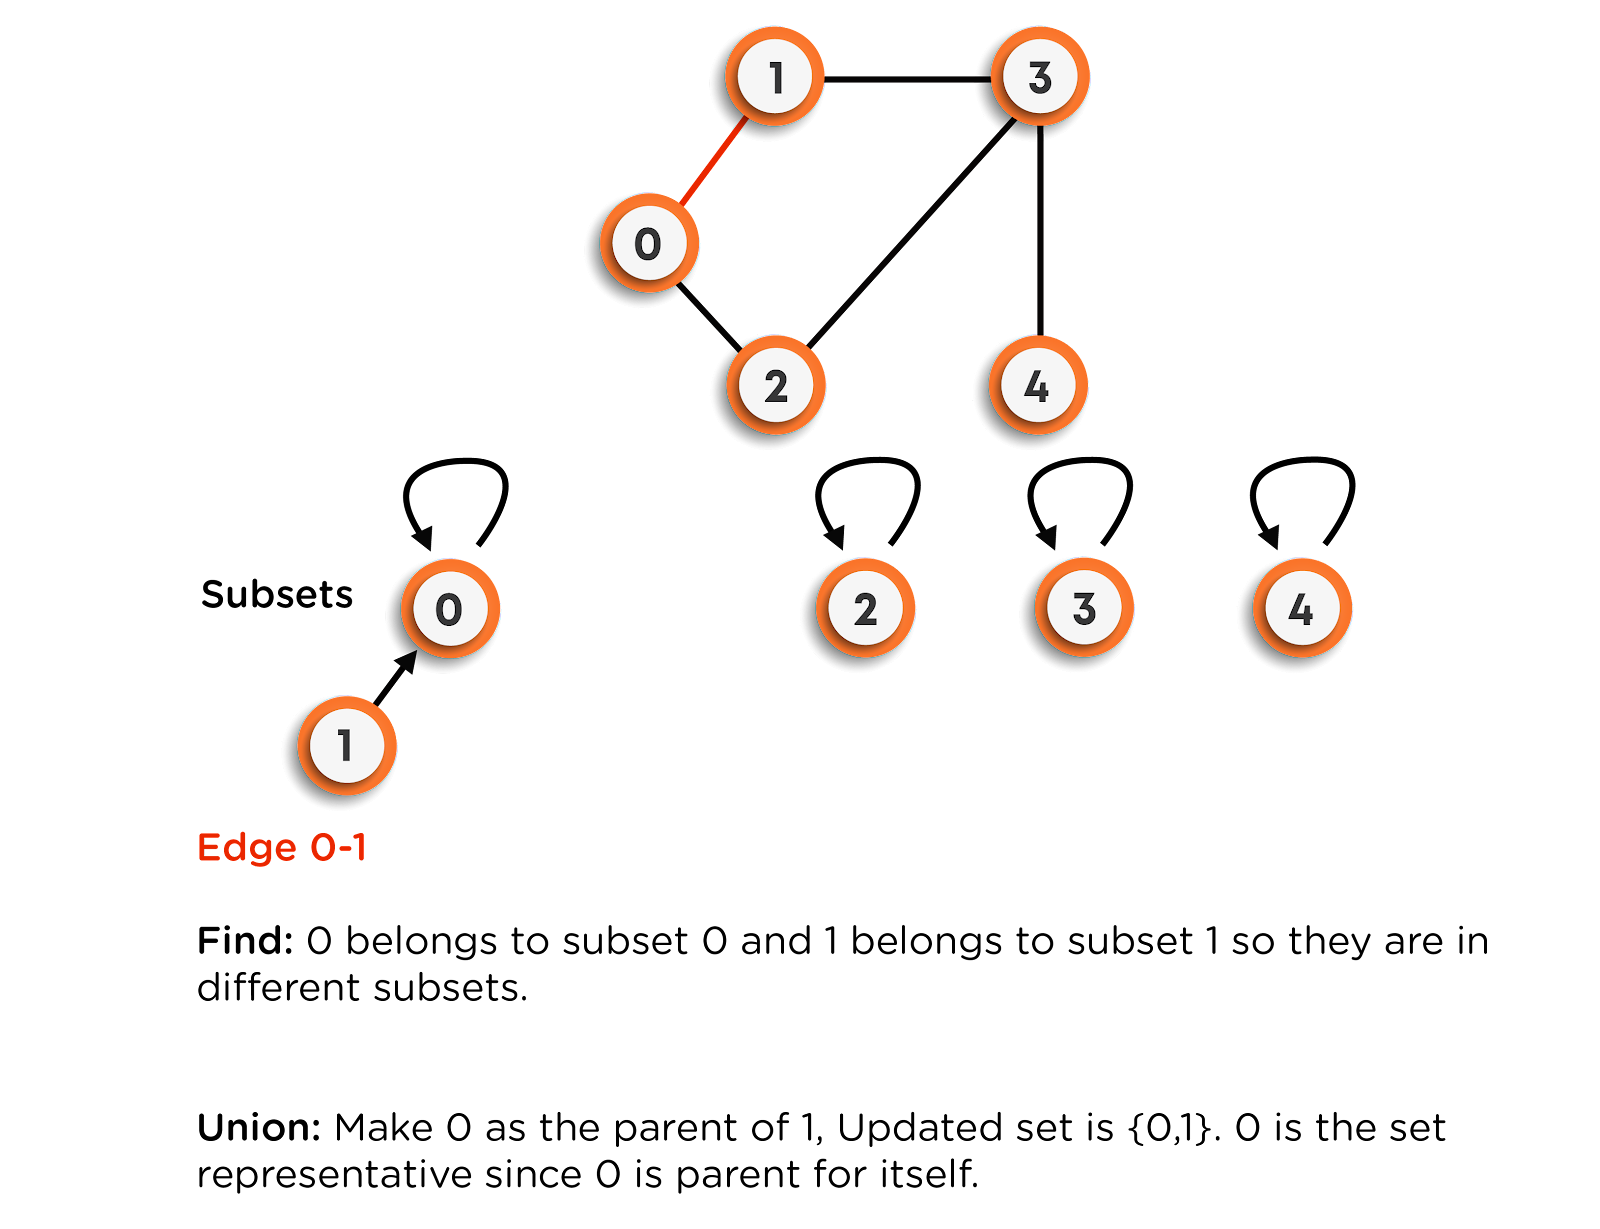 1
3
0
2
4
Subsets
0
2
3
4
1
Edge 0-1
Find: 0 belongs to subset 0 and 1 belongs to subset 1 so they are in
different subsets.
Union: Make 0 as the parent of 1, Updated set is {0,1}. 0 is the set
representative since 0 is parent for itself.